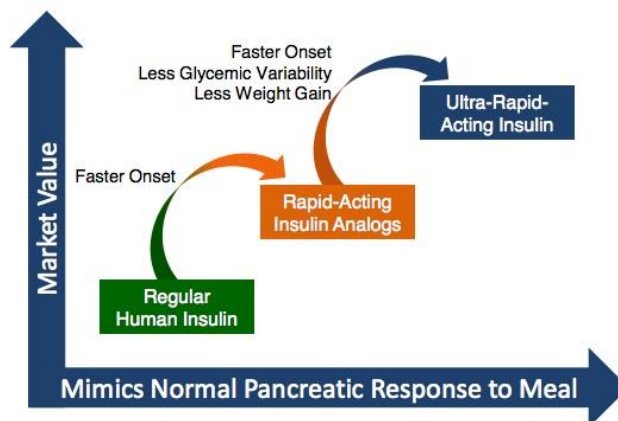 Faster Onset
Less Glycemic Variability
Less Weight Gain
Ultra-Rapid-
Acting Insulin
Faster Onset
Rapid-Acting
Insulin Analogs
Regular
Human Insulin
Market Value
Mimics Normal Pancreatic Response to Meal